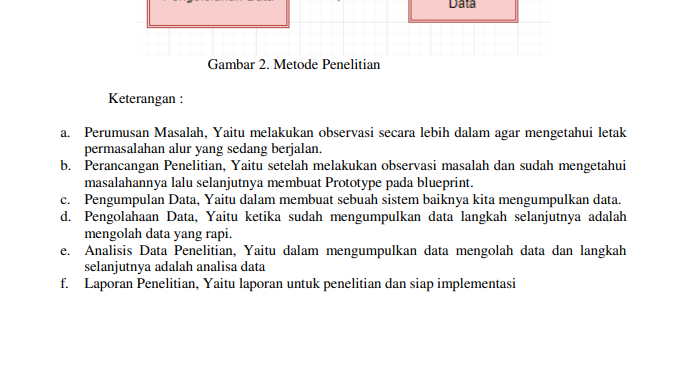 Data
Gambar 2. Metode Penelitian
Keterangan :
a. Perumusan Masalah, Yaitu melakukan observasi secara lebih dalam agar mengetahui letak
permasalahan alur yang sedang berjalan.
b. Perancangan Penelitian, Yaitu setelah melakukan observasi masalah dan sudah mengetahui
masalahannya lalu selanjutnya membuat Prototype pada blueprint.
c. Pengumpulan Data, Yaitu dalam membuat sebuah sistem baiknya kita mengumpulkan data.
d. Pengolahaan Data, Yaitu ketika sudah mengumpulkan data langkah selanjutnya adalah
mengolah data yang rapi.
e. Analisis Data Penelitian, Yaitu dalam mengumpulkan data mengolah data dan langkah
selanjutnya adalah analisa data
f. Laporan Penelitian, Yaitu laporan untuk penelitian dan siap implementasi